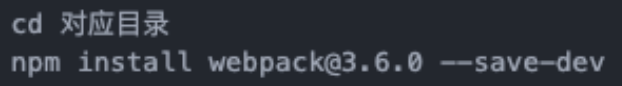 cd 对应目录
npm install webpack@3.6.0 --save-dev